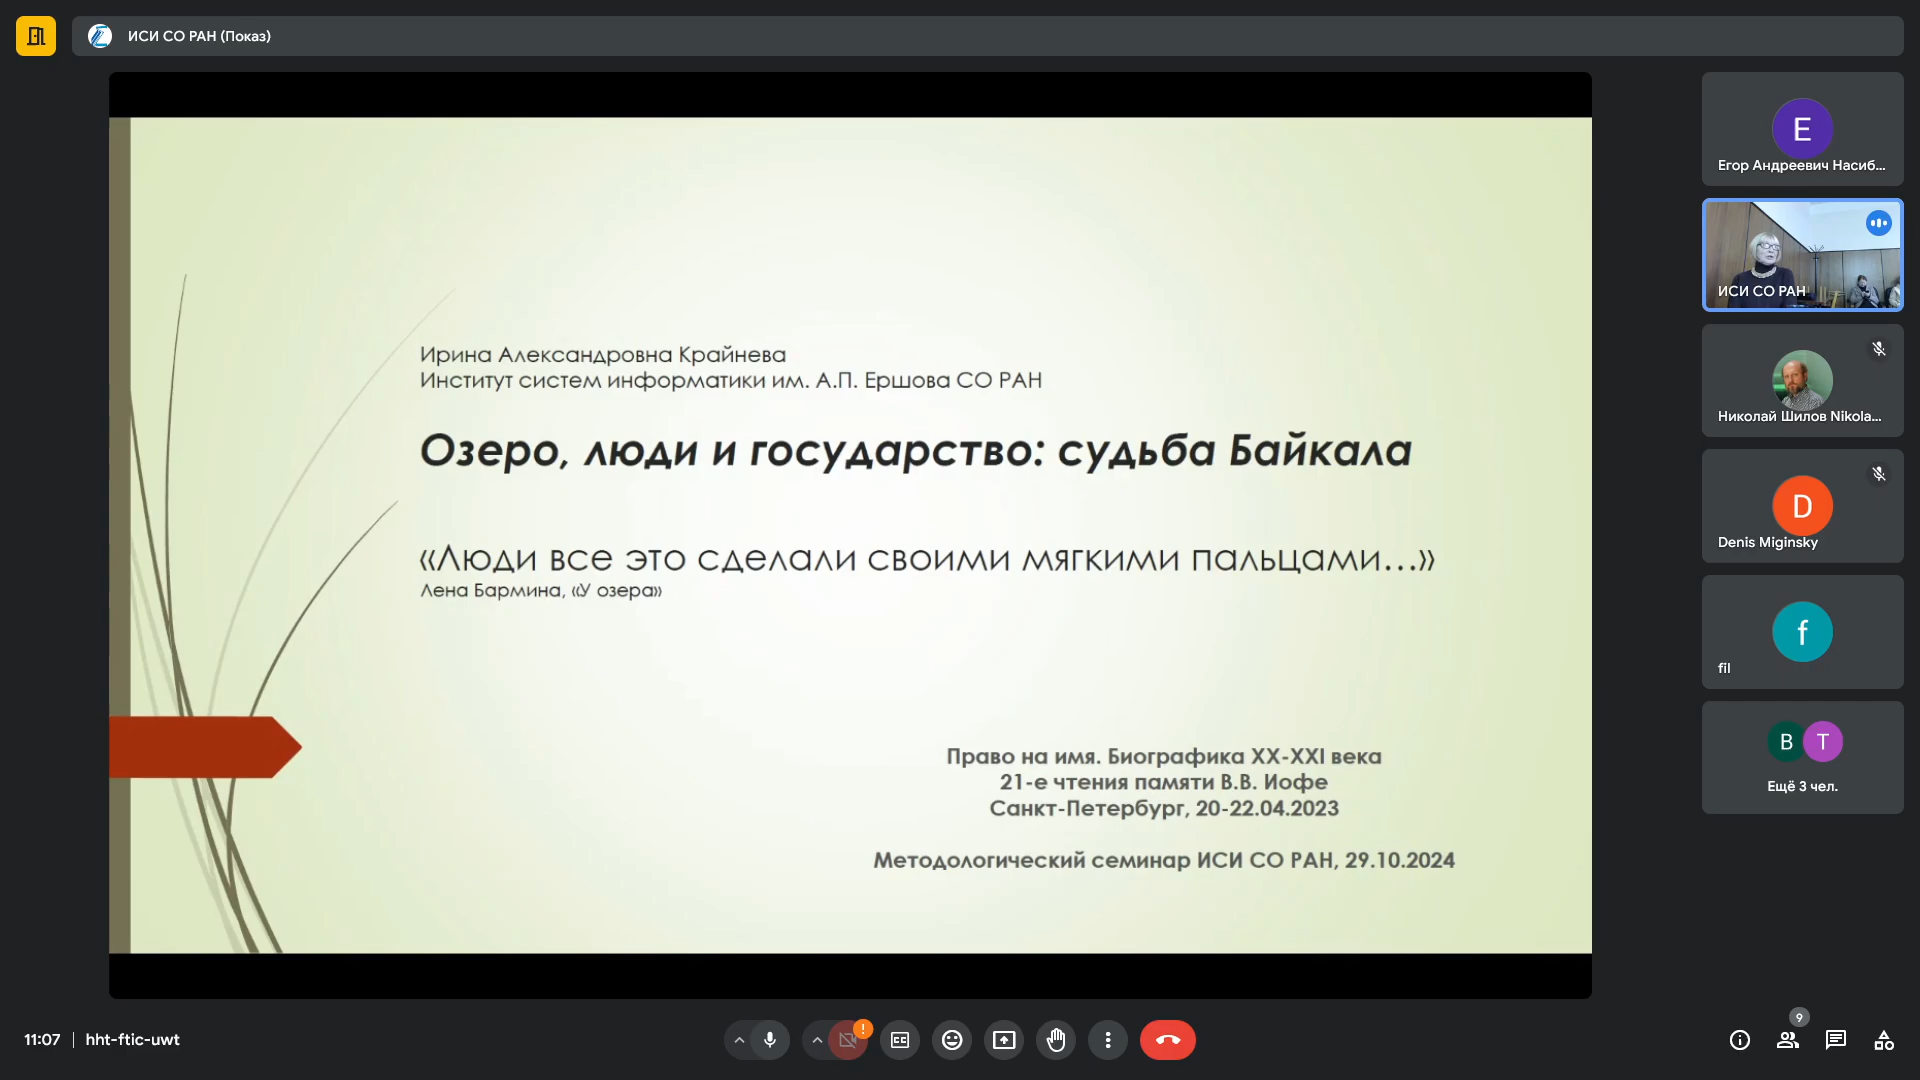 ИСИ СО РАН (Показ)
Ирина Александровна Крайнева
Институт систем информатики им. А.П. Ершова СО РАН
Озеро, люди и государство: судьба Байкала
«Люди все это сделали своими мягкими пальцами...»
Лена Бармина, «У озера»
Право на имя. Биографика XX-XXI века
21-е чтения памяти В.В. Иофе
Санкт-Петербург, 20-22.04.2023
Методологический семинар ИСИ СО РАН, 29.10.2024
E
Егор Андреевич Насиб...
ИСИ СО РАН
Николай Шилов Nikola...
D
Denis Miginsky
f
fil
B T
Ещё 3 чел.
11:07 | hht-ftic-uwt
!
9